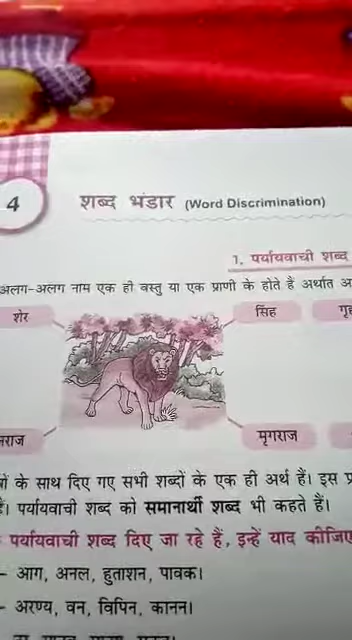 4
शब्द भंडार (Word Discrimination)
1. पर्यायवाची शब्द
अलग-अलग नाम एक ही वस्तु या एक प्राणी के होते हैं अर्थात
शेर सिंह
मृगराज
के साथ दिए गए सभी शब्दों के एक ही अर्थ हैं। इस
पर्यायवाची शब्द को समानार्थी शब्द भी कहते हैं।
पर्यायवाची शब्द दिए जा रहे हैं, इन्हें याद कीजिए
– आग, अनल, हुताशन, पावक।
– अरण्य, वन, विपिन, कानन।